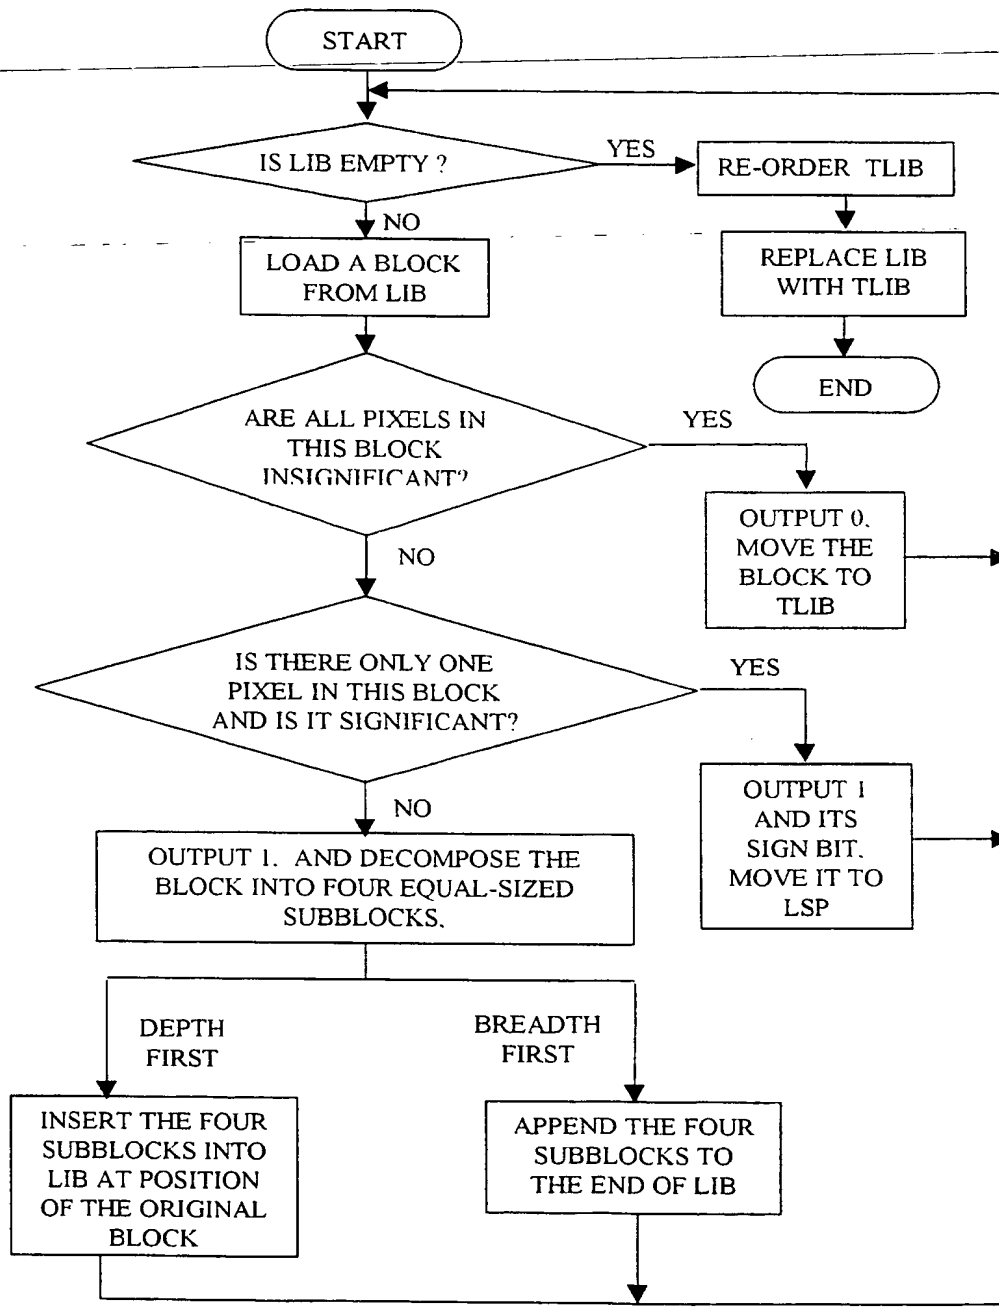 START
IS LIB EMPTY ?
YES
RE-ORDER TLIB
NO
LOAD A BLOCK
FROM LIB
REPLACE LIB
WITH TLIB
END
ARE ALL PIXELS IN
THIS BLOCK
INSIGNIFICANT?
YES
OUTPUT 0.
MOVE THE
BLOCK TO
TLIB
NO
IS THERE ONLY ONE
PIXEL IN THIS BLOCK
AND IS IT SIGNIFICANT?
YES
OUTPUT 1
AND ITS
SIGN BIT.
MOVE IT TO
LSP
NO
OUTPUT 1. AND DECOMPOSE THE
BLOCK INTO FOUR EQUAL-SIZED
SUBBLOCKS.
DEPTH
FIRST
BREADTH
FIRST
INSERT THE FOUR
SUBBLOCKS INTO
LIB AT POSITION
OF THE ORIGINAL
BLOCK
APPEND THE FOUR
SUBBLOCKS TO
THE END OF LIB